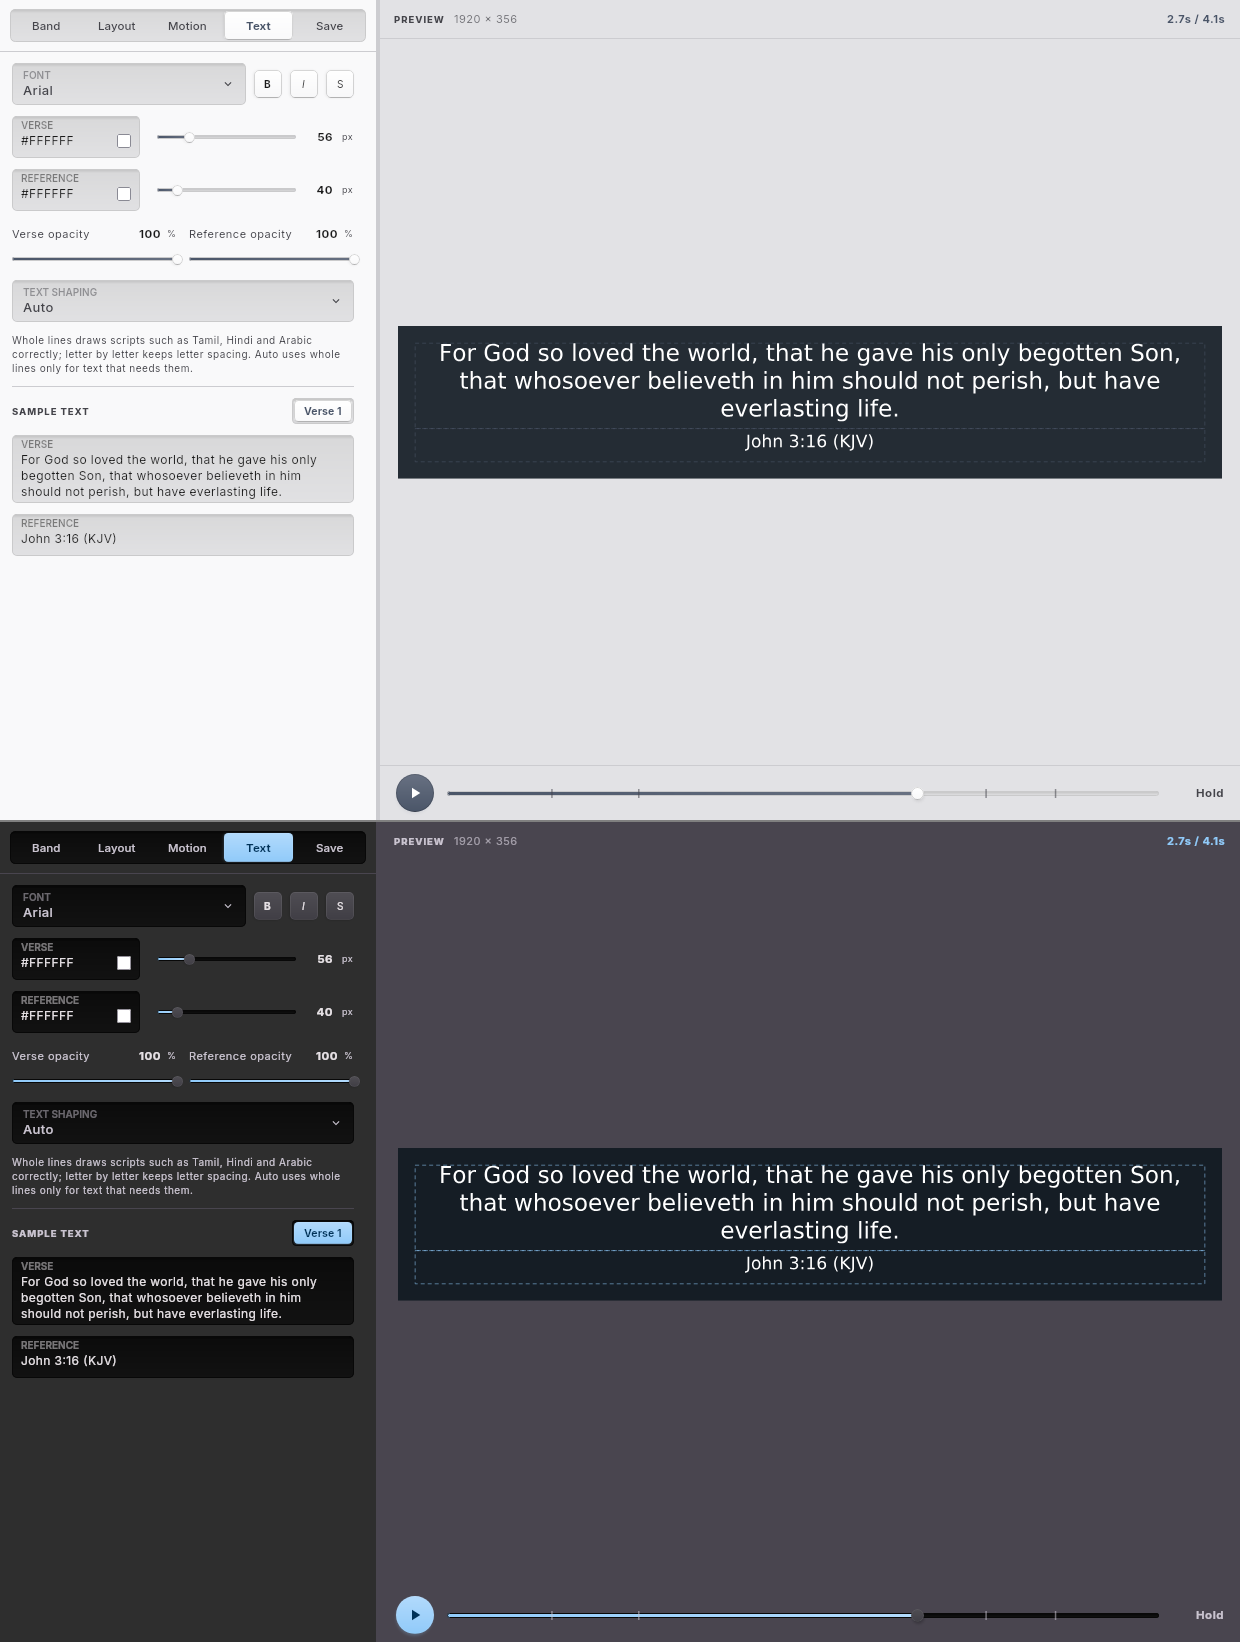 Band Layout Motion Text Save
FONT
Arial
B I S
VERSE
#FFFFFF
56 px
REFERENCE
#FFFFFF
40 px
Verse opacity 100 % Reference opacity 100 %
TEXT SHAPING
Auto
Whole lines draws scripts such as Tamil, Hindi and Arabic
correctly; letter by letter keeps letter spacing. Auto uses whole
lines only for text that needs them.
SAMPLE TEXT Verse 1
VERSE
For God so loved the world, that he gave his only
begotten Son, that whosoever believeth in him
should not perish, but have everlasting life.
REFERENCE
John 3:16 (KJV)
PREVIEW 1920 × 356 2.7s / 4.1s
For God so loved the world, that he gave his only begotten Son,
that whosoever believeth in him should not perish, but have
everlasting life.
John 3:16 (KJV)
Hold
Band Layout Motion Text Save
FONT
Arial
B I S
VERSE
#FFFFFF
56 px
REFERENCE
#FFFFFF
40 px
Verse opacity 100 % Reference opacity 100 %
TEXT SHAPING
Auto
Whole lines draws scripts such as Tamil, Hindi and Arabic
correctly; letter by letter keeps letter spacing. Auto uses whole
lines only for text that needs them.
SAMPLE TEXT Verse 1
VERSE
For God so loved the world, that he gave his only
begotten Son, that whosoever believeth in him
should not perish, but have everlasting life.
REFERENCE
John 3:16 (KJV)
PREVIEW 1920 × 356 2.7s / 4.1s
For God so loved the world, that he gave his only begotten Son,
that whosoever believeth in him should not perish, but have
everlasting life.
John 3:16 (KJV)
Hold